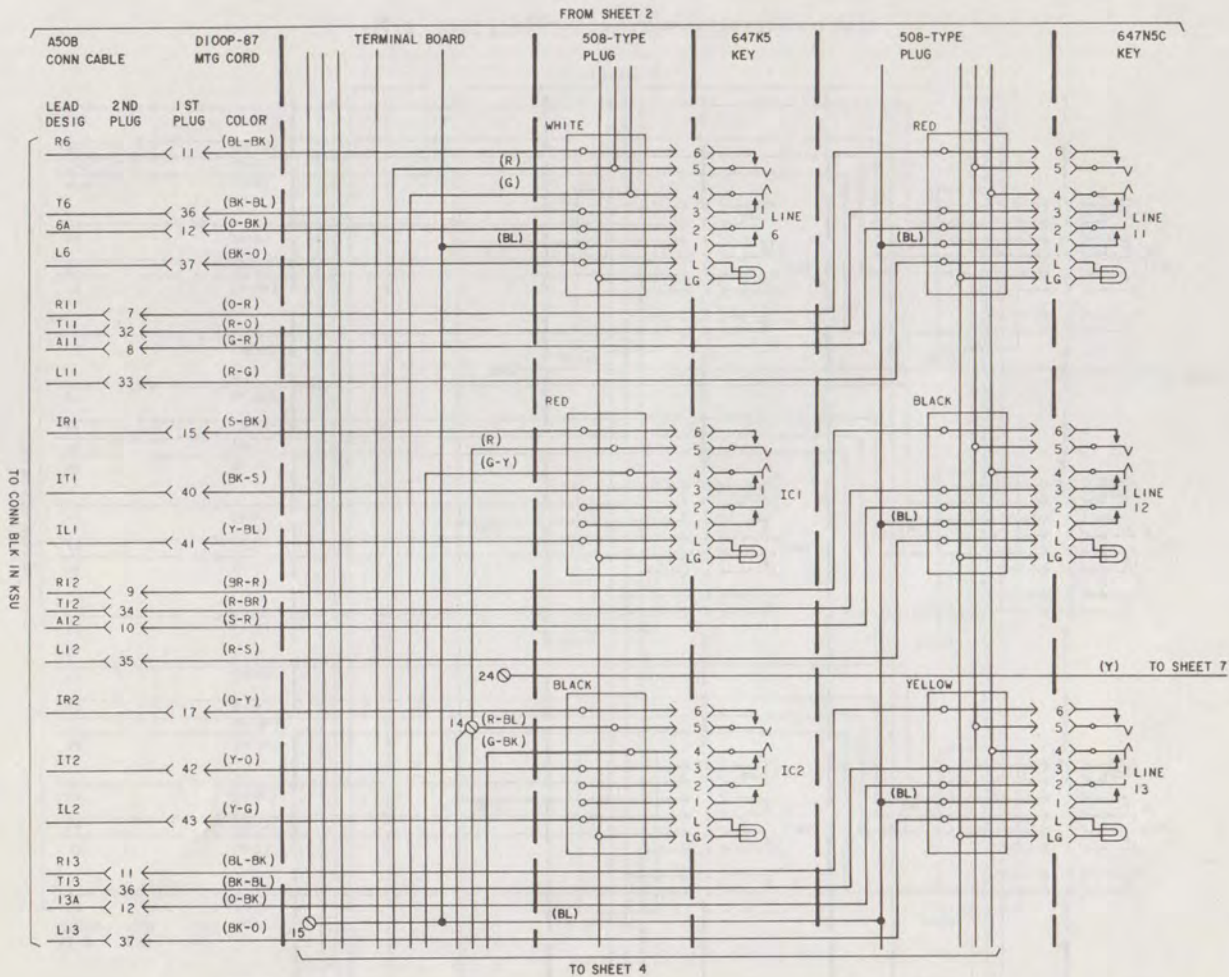 FROM SHEET 2
A50B CONN CABLE
D100P-87 MTG CORD
TERMINAL BOARD
508-TYPE PLUG
647K5 KEY
508-TYPE PLUG
647N5C KEY
LEAD DESIG
2ND PLUG
1ST PLUG
COLOR
R6 11 (BL-BK)
T6 36 (BK-BL)
6A 12 (O-BK)
L6 37 (BK-O)
WHITE
(R)
(G)
(BL)
6
5
4
3
2
1
L
LG
LINE 6
RED
(BL)
6
5
4
3
2
1
L
LG
LINE 11
R11 7 (O-R)
T11 32 (R-O)
A11 8 (G-R)
L11 33 (R-G)
IR1 15 (S-BK)
IT1 40 (BK-S)
IL1 41 (Y-BL)
RED
(R)
(G-Y)
6
5
4
3
2
1
L
LG
IC1
BLACK
(BL)
6
5
4
3
2
1
L
LG
LINE 12
R12 9 (BR-R)
T12 34 (R-BR)
A12 10 (S-R)
L12 35 (R-S)
24
(Y) TO SHEET 7
IR2 17 (O-Y)
IT2 42 (Y-O)
IL2 43 (Y-G)
BLACK
14
(R-BL)
(G-BK)
6
5
4
3
2
1
L
LG
IC2
YELLOW
(BL)
6
5
4
3
2
1
L
LG
LINE 13
R13 11 (BL-BK)
T13 36 (BK-BL)
13A 12 (O-BK)
L13 37 (BK-O)
15
(BL)
TO CONN BLK IN KSU
TO SHEET 4